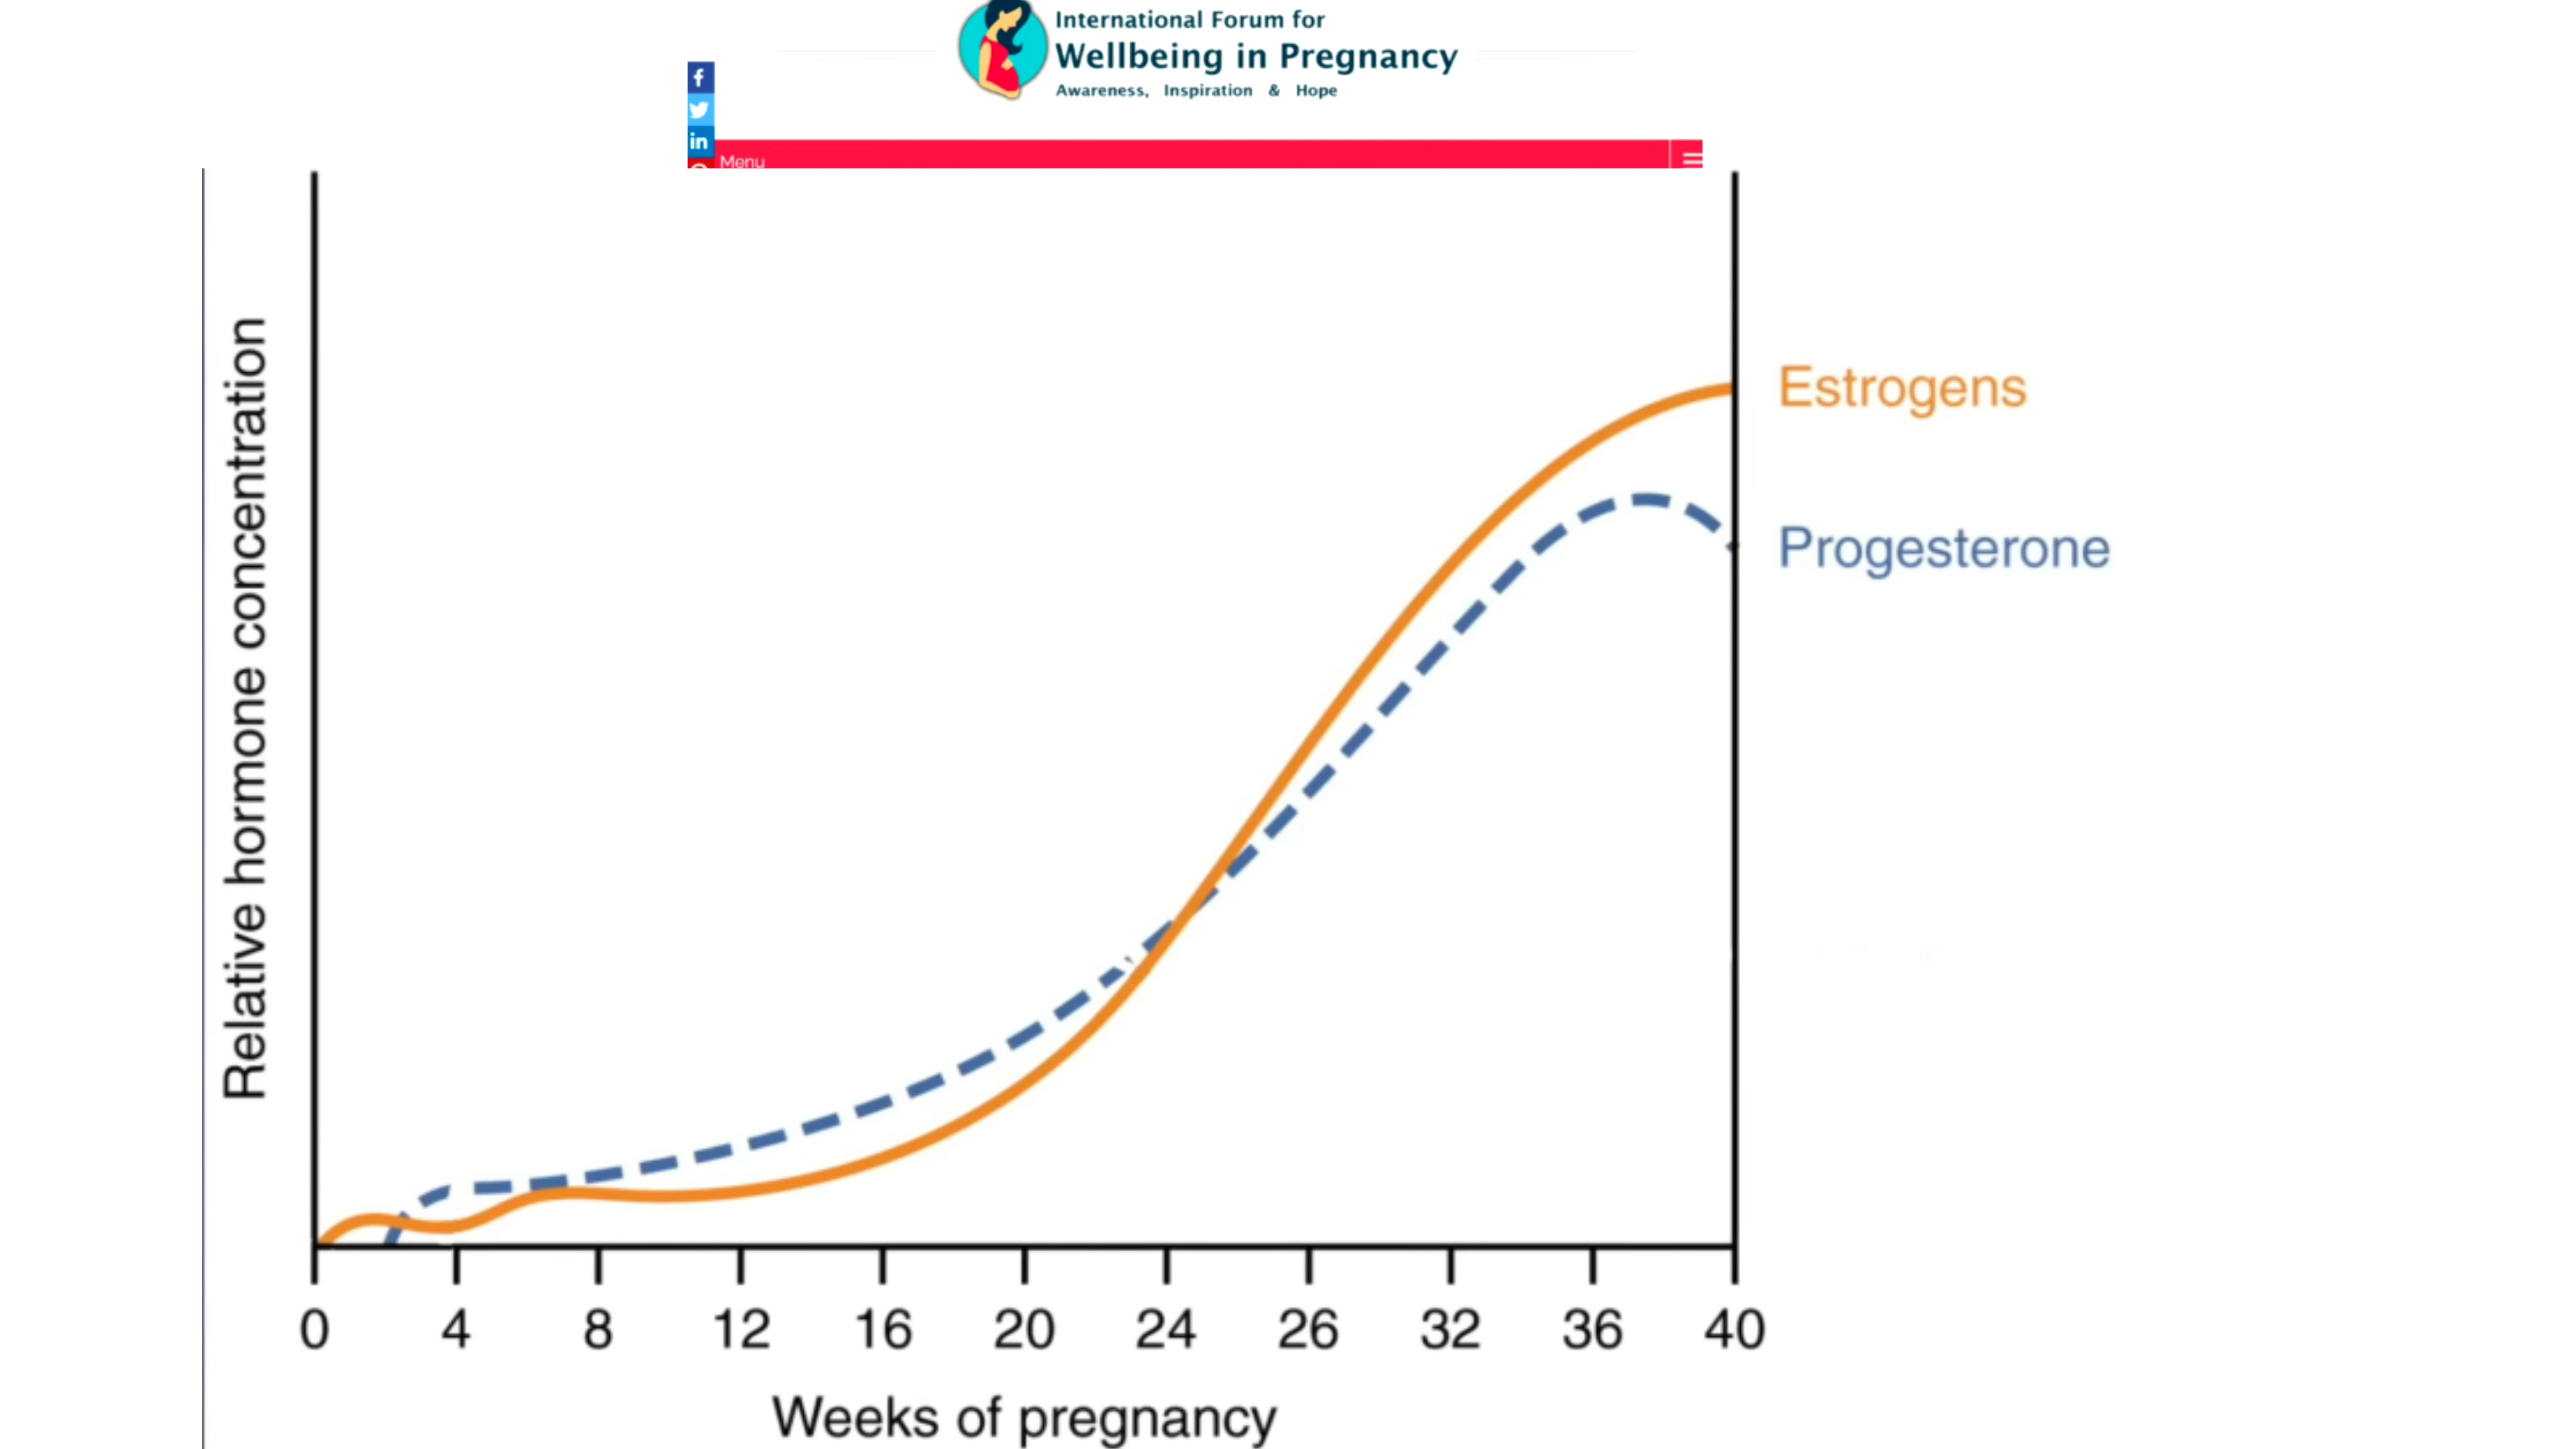 International Forum for
Wellbeing in Pregnancy
Awareness, Inspiration & Hope
f
in
Menu
Relative hormone concentration
Estrogens
Progesterone
0 4 8 12 16 20 24 26 32 36 40
Weeks of pregnancy